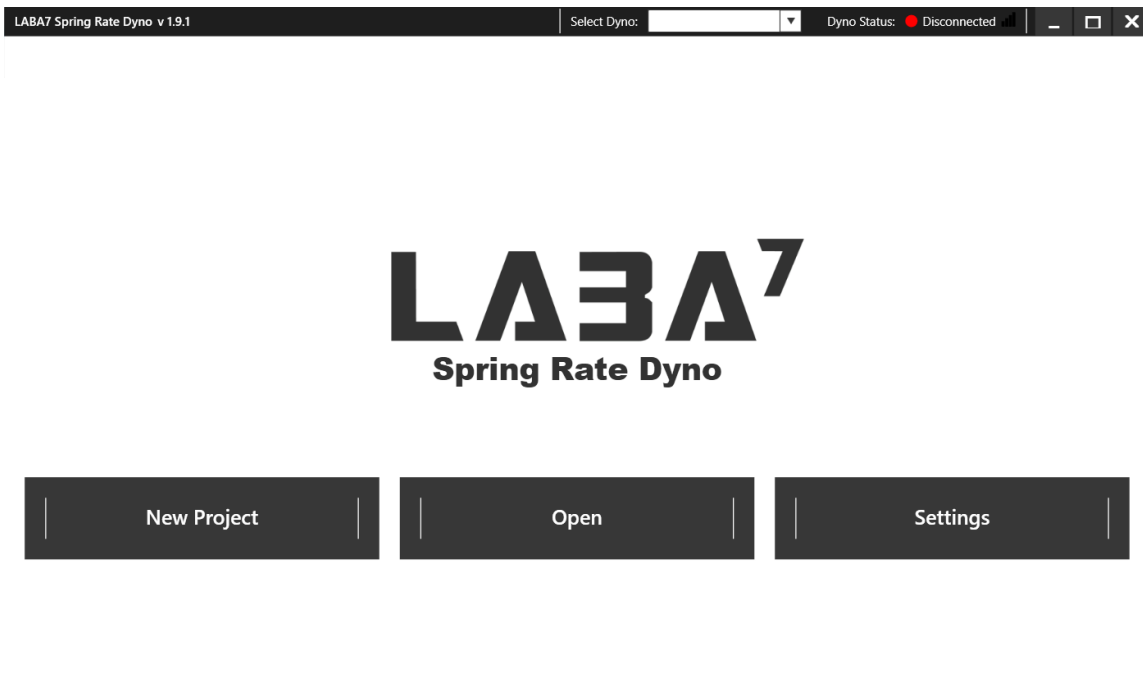 LABA7 Spring Rate Dyno v 1.9.1 Select Dyno: Dyno Status: Disconnected
LABA7
Spring Rate Dyno
New Project Open Settings